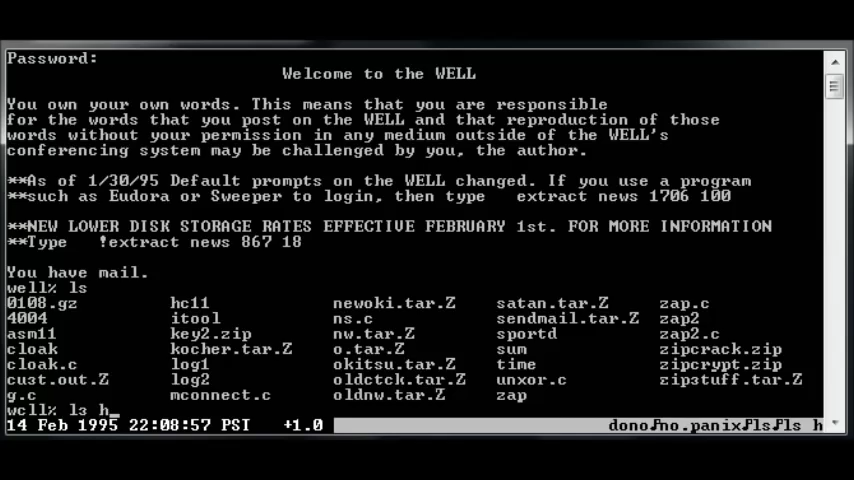 Password:
Welcome to the WELL
You own your own words. This means that you are responsible
for the words that you post on the WELL and that reproduction of those
words without your permission in any medium outside of the WELL's
conferencing system may be challenged by you, the author.
**As of 1/30/95 Default prompts on the WELL changed. If you use a program
**such as Eudora or Sweeper to login, then type    extract news 1706 100
**NEW LOWER DISK STORAGE RATES EFFECTIVE FEBRUARY 1st. FOR MORE INFORMATION
**Type    !extract news 867 18
You have mail.
well% ls
0108.gz hc11 newoki.tar.Z satan.tar.Z zap.c
4004 itool ns.c sendmail.tar.Z zap2
asm11 key2.zip nw.tar.Z sportd zap2.c
cloak kocher.tar.Z o.tar.Z sum zipcrack.zip
cloak.c log1 okitsu.tar.Z time zipcrypt.zip
cust.out.Z log2 oldctck.tar.Z unxor.c zipstuff.tar.Z
g.c mconnect.c oldnw.tar.Z zap
well% ls h_
14 Feb 1995 22:08:57 PST +1.0 dono♪no.panix♪ls♪ls h